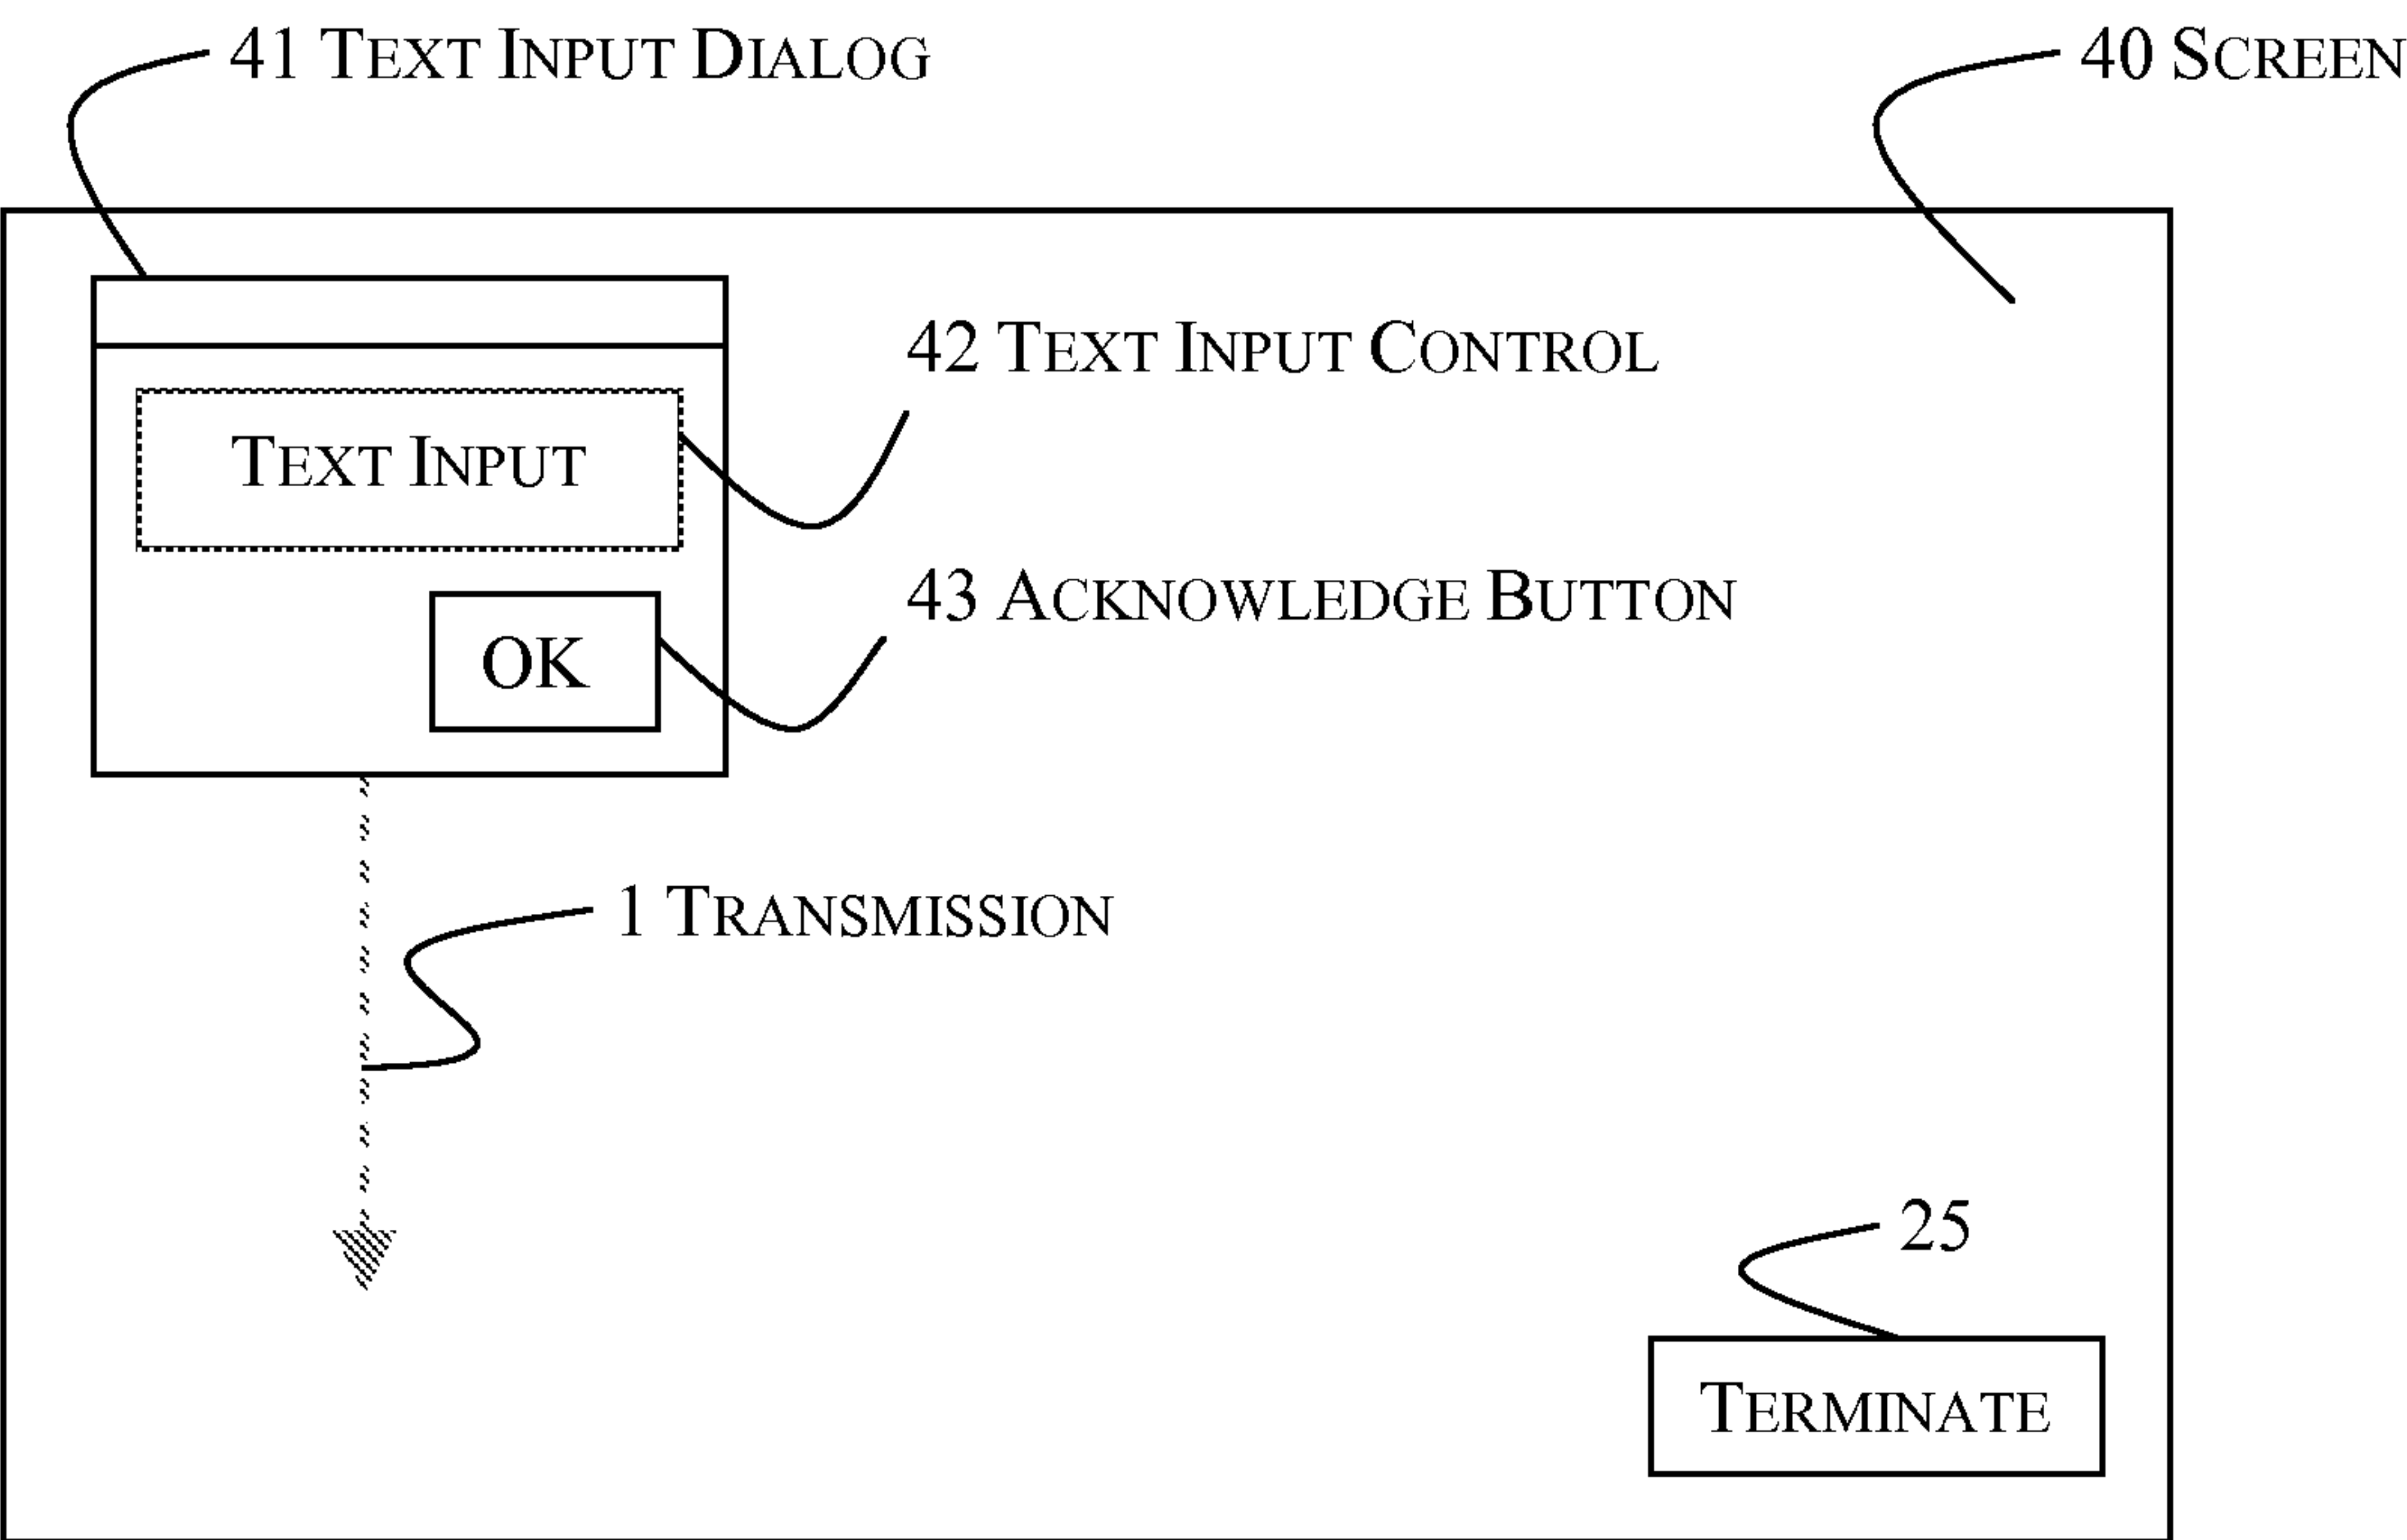 41 TEXT INPUT DIALOG
40 SCREEN
42 TEXT INPUT CONTROL
TEXT INPUT
43 ACKNOWLEDGE BUTTON
OK
1 TRANSMISSION
25
TERMINATE